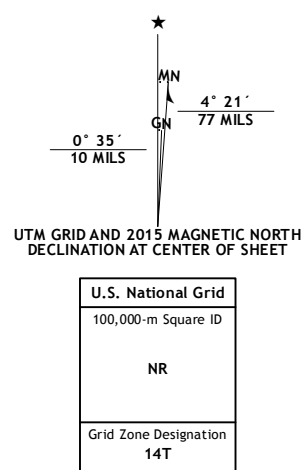 ★
MN
4° 21´
77 MILS
GN
0° 35´
10 MILS
UTM GRID AND 2015 MAGNETIC NORTH
DECLINATION AT CENTER OF SHEET
U.S. National Grid
100,000-m Square ID
NR
Grid Zone Designation
14T